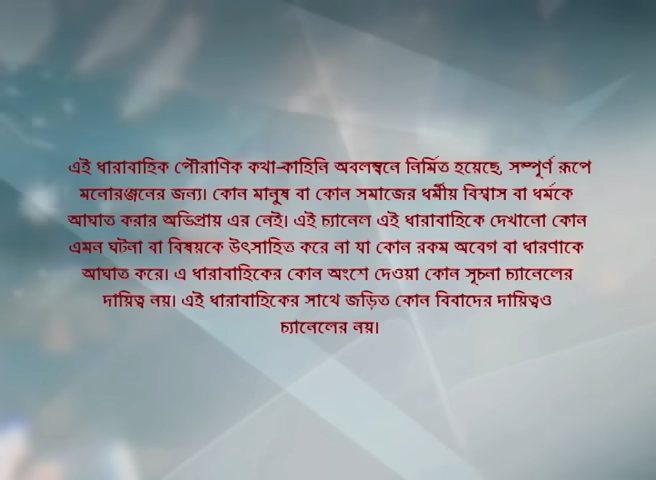 এই ধারাবাহিক পৌরাণিক কথা-কাহিনি অবলম্বনে নির্মিত হয়েছে, সম্পূর্ণ রূপে
মনোরঞ্জনের জন্য। কোন মানুষ বা কোন সমাজের ধর্মীয় বিশ্বাস বা ধর্মকে
আঘাত করার অভিপ্রায় এর নেই। এই চ্যানেল এই ধারাবাহিকে দেখানো কোন
এমন ঘটনা বা বিষয়কে উৎসাহিত করে না যা কোন রকম অবেগ বা ধারণাকে
আঘাত করে। এ ধারাবাহিকের কোন অংশে দেওয়া কোন সূচনা চ্যানেলের
দায়িত্ব নয়। এই ধারাবাহিকের সাথে জড়িত কোন বিবাদের দায়িত্বও
চ্যানেলের নয়।